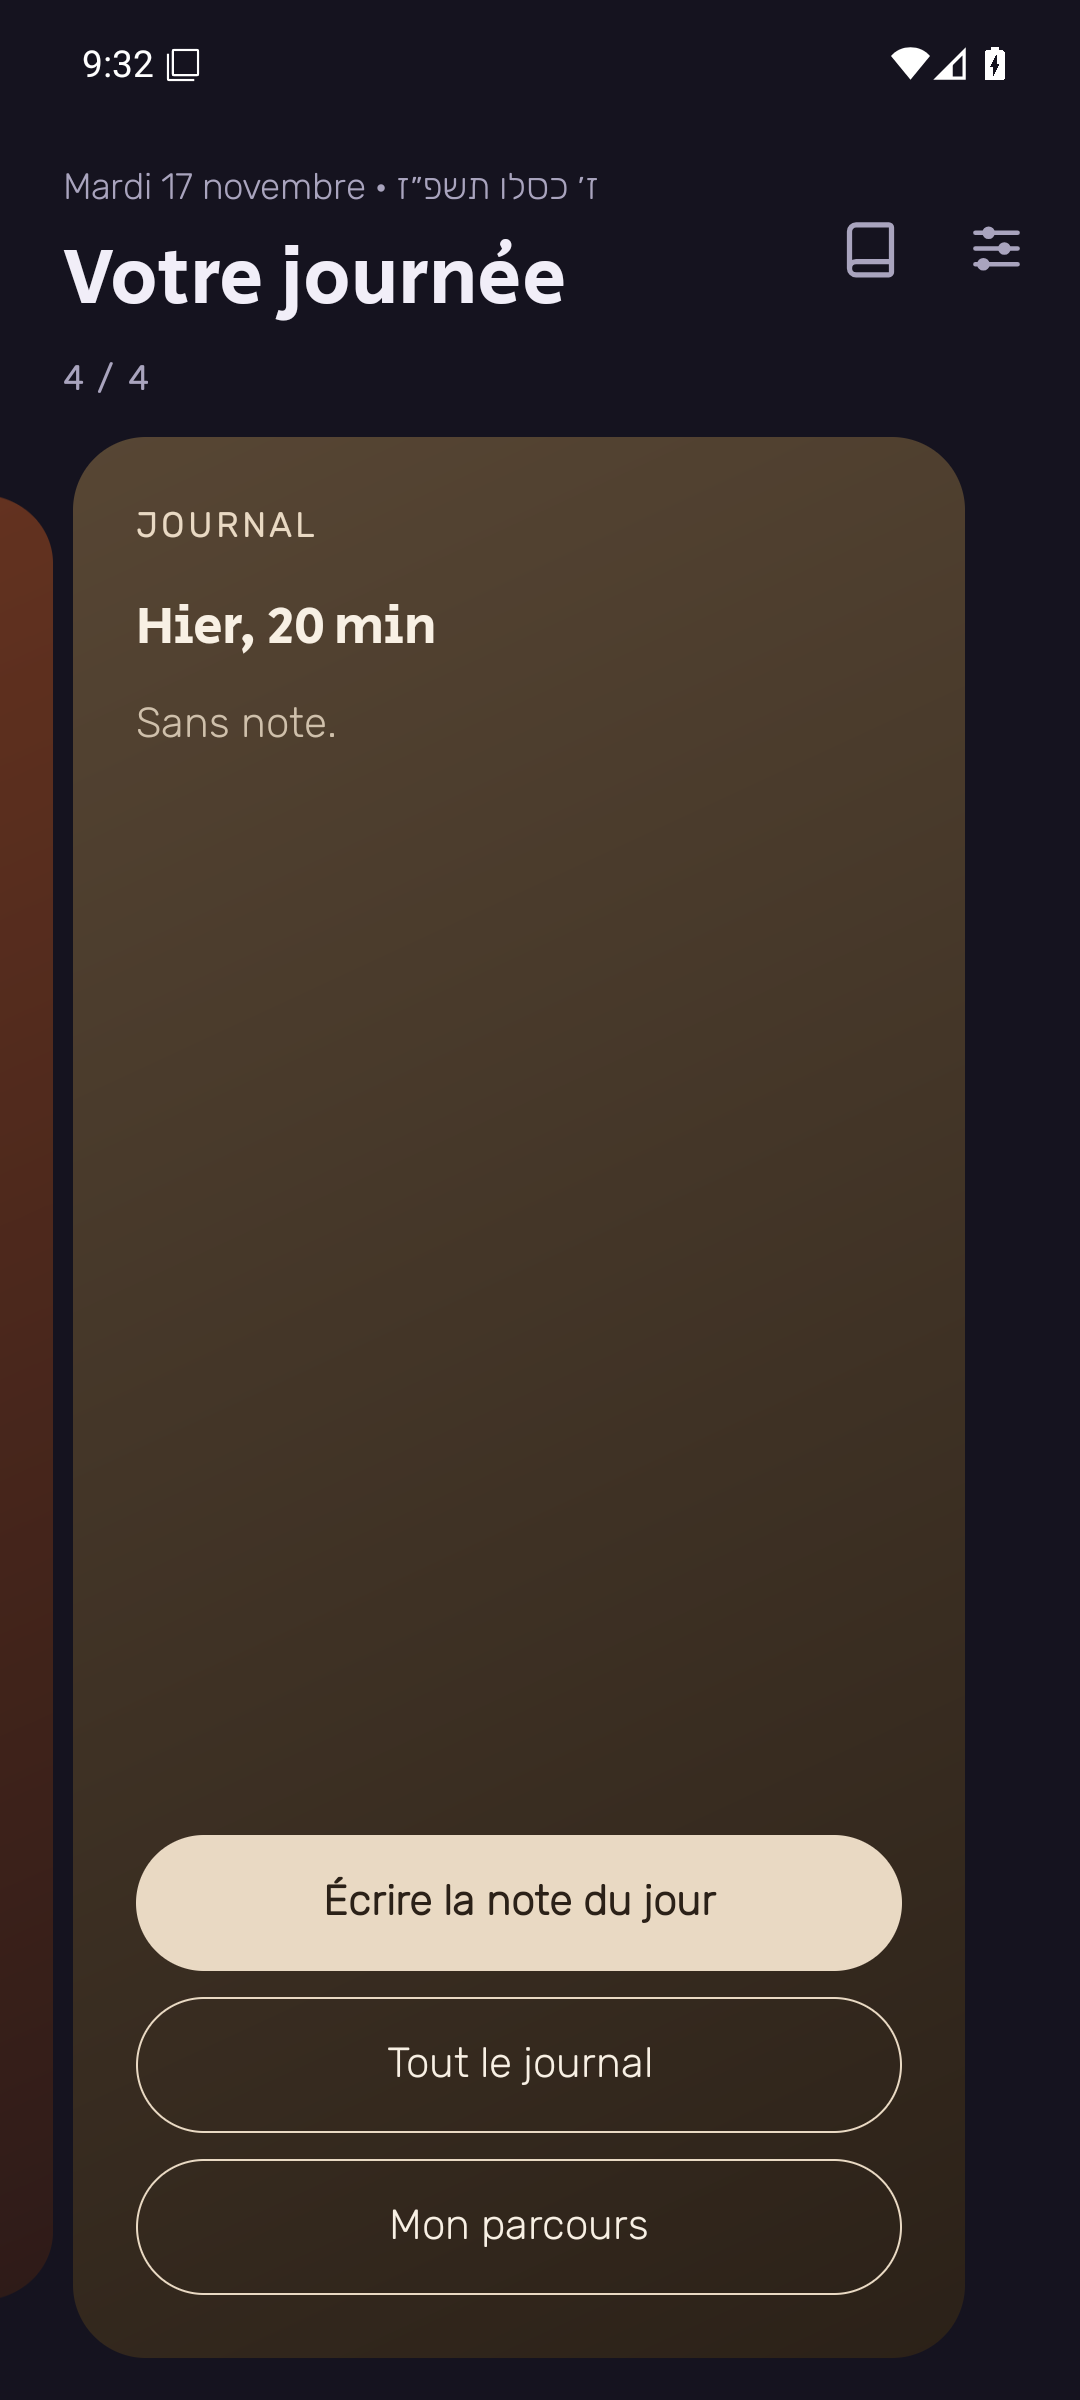 9:32
Mardi 17 novembre • ז׳ כסלו תשפ״ז
Votre journée
4 / 4
JOURNAL
Hier, 20 min
Sans note.
Écrire la note du jour
Tout le journal
Mon parcours